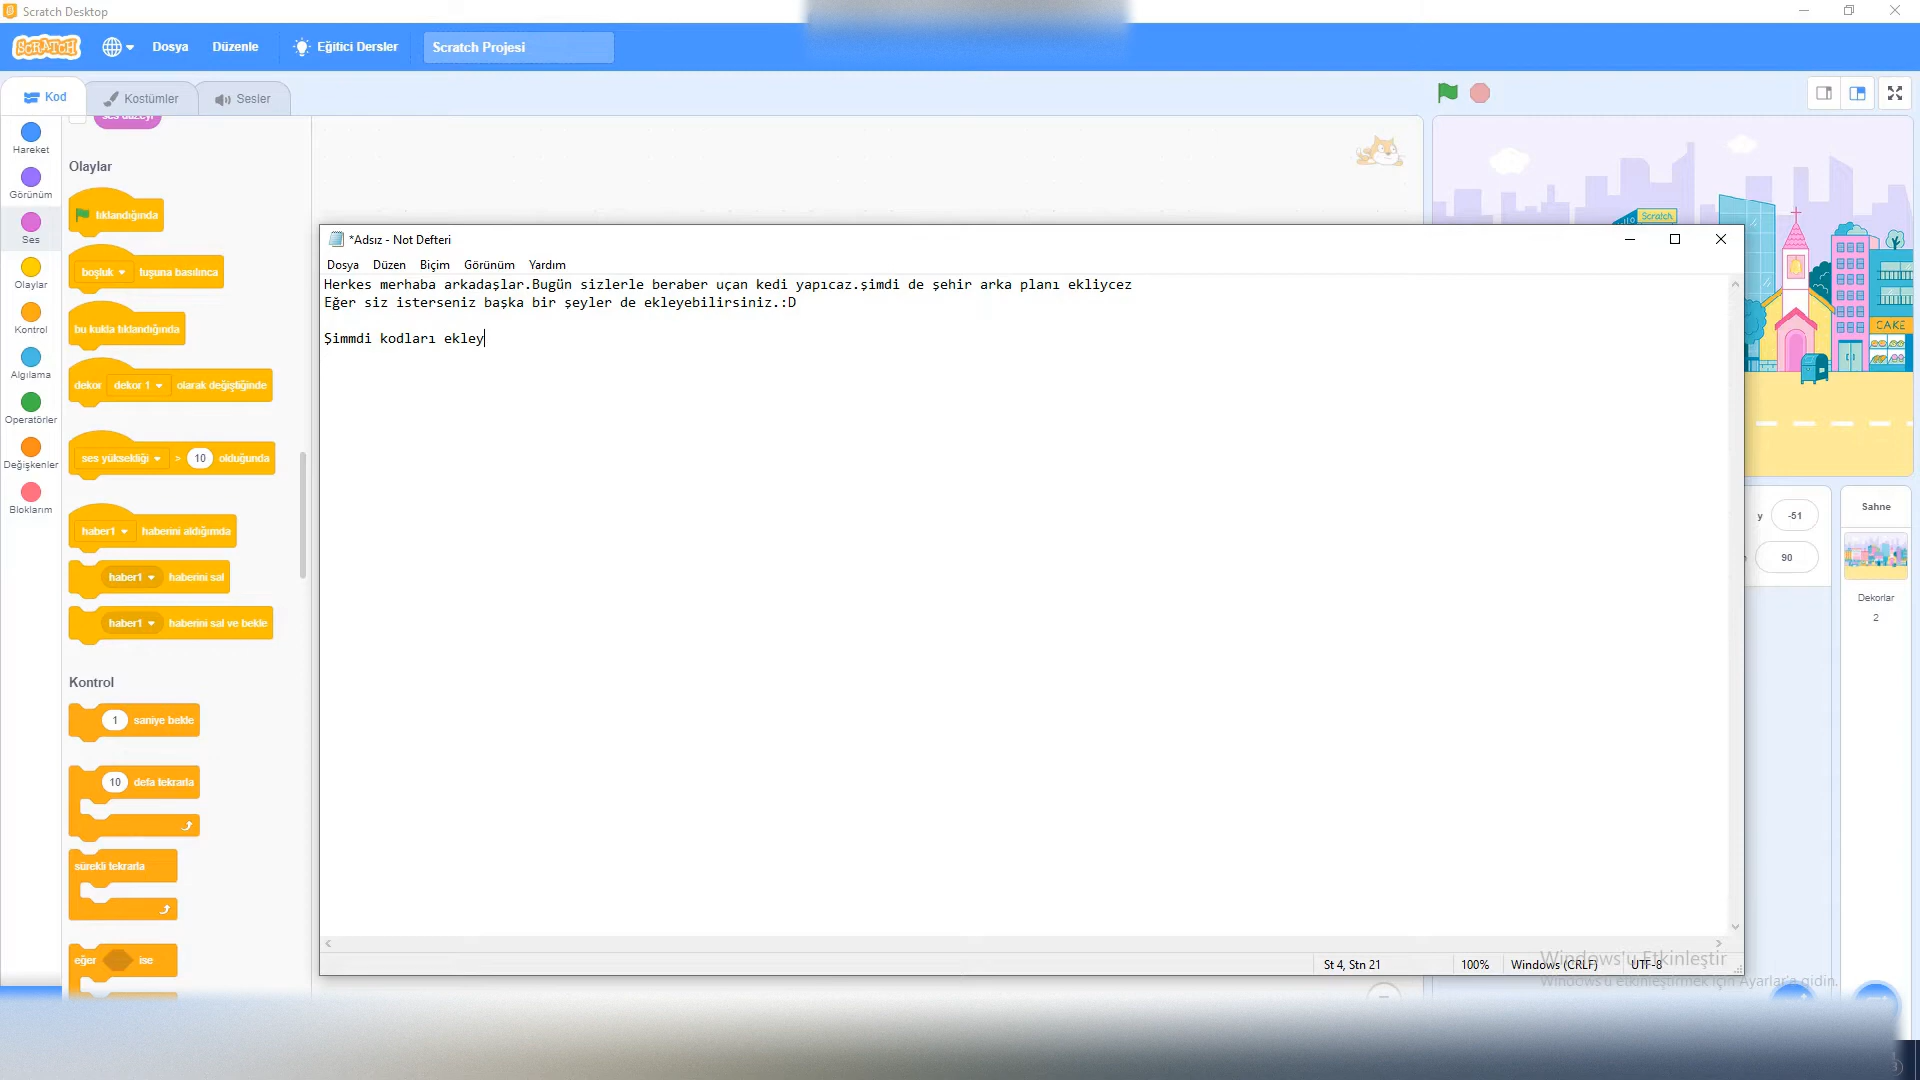 Scratch Desktop
SCRATCH
Dosya
Düzenle
Eğitici Dersler
Scratch Projesi
Kod
Kostümler
Sesler
Hareket
Görünüm
Ses
Olaylar
Kontrol
Algılama
Operatörler
Değişkenler
Bloklarım
ses düzeyi
Olaylar
tıklandığında
boşluk tuşuna basılınca
bu kukla tıklandığında
dekor dekor 1 olarak değiştiğinde
ses yüksekliği > 10 olduğunda
haber1 haberini aldığımda
haber1 haberini sal
haber1 haberini sal ve bekle
Kontrol
1 saniye bekle
10 defa tekrarla
sürekli tekrarla
eğer ise
*Adsız - Not Defteri
Dosya Düzen Biçim Görünüm Yardım
Herkes merhaba arkadaşlar.Bugün sizlerle beraber uçan kedi yapıcaz.şimdi de şehir arka planı ekliycez
Eğer siz isterseniz başka bir şeyler de ekleyebilirsiniz.:D
Şimmdi kodları ekley
St 4, Stn 21
100%
Windows (CRLF)
UTF-8
Windows'u Etkinleştir
Windows'u etkinleştirmek için Ayarlar'a gidin.
Scratch
CAKE
y -51
90
Sahne
Dekorlar
2